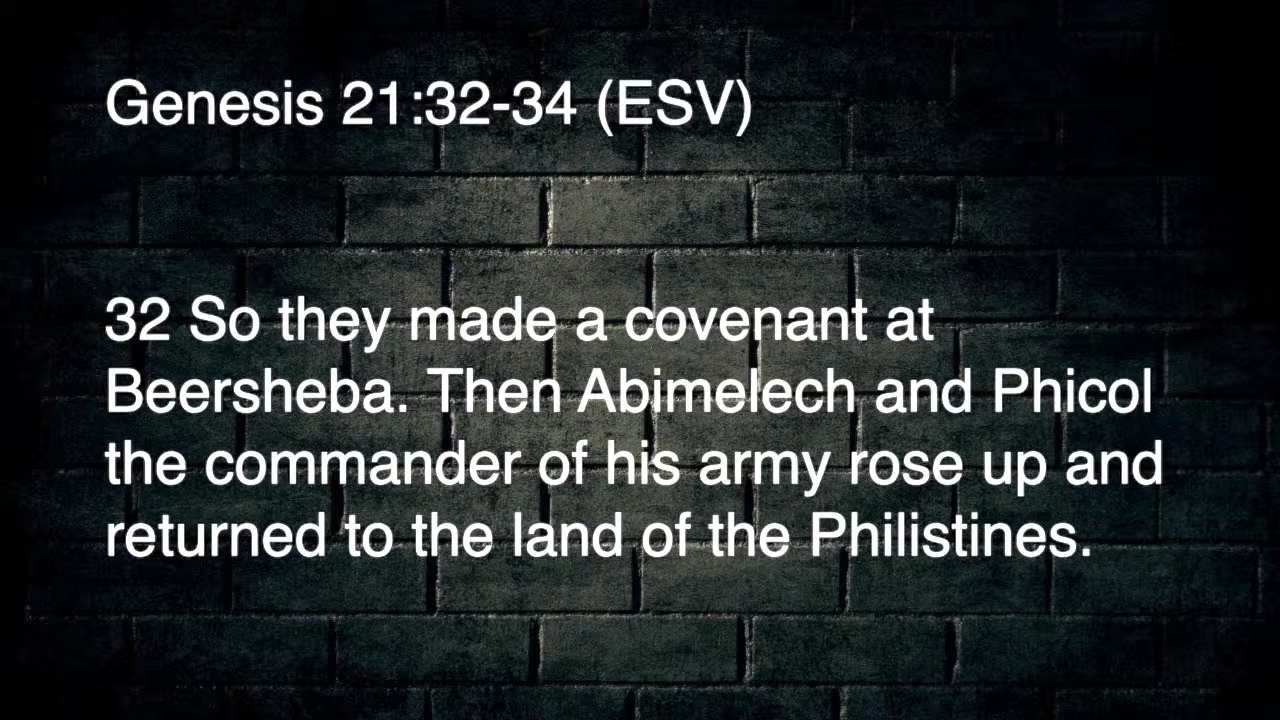 Genesis 21:32-34 (ESV)
32 So they made a covenant at
Beersheba. Then Abimelech and Phicol
the commander of his army rose up and
returned to the land of the Philistines.